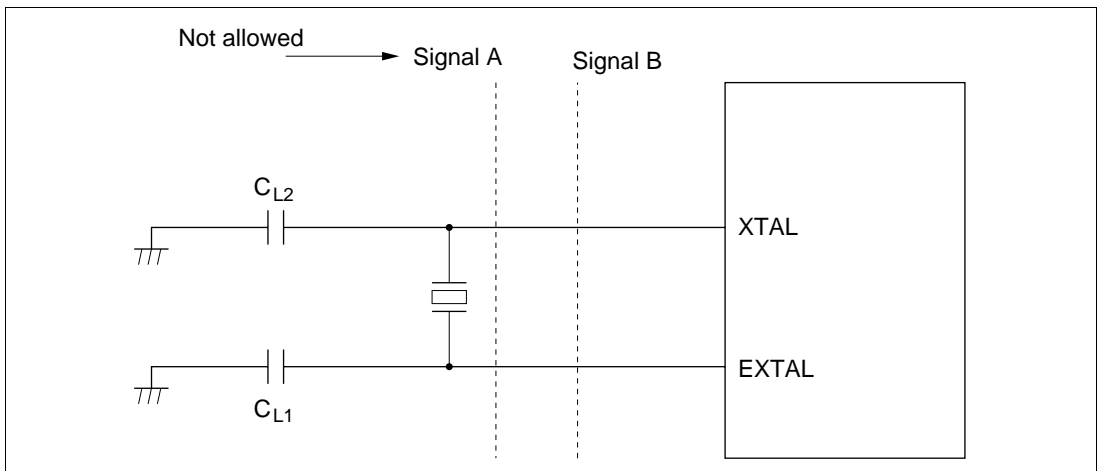 Not allowed
Signal A
Signal B
CL2
XTAL
EXTAL
CL1